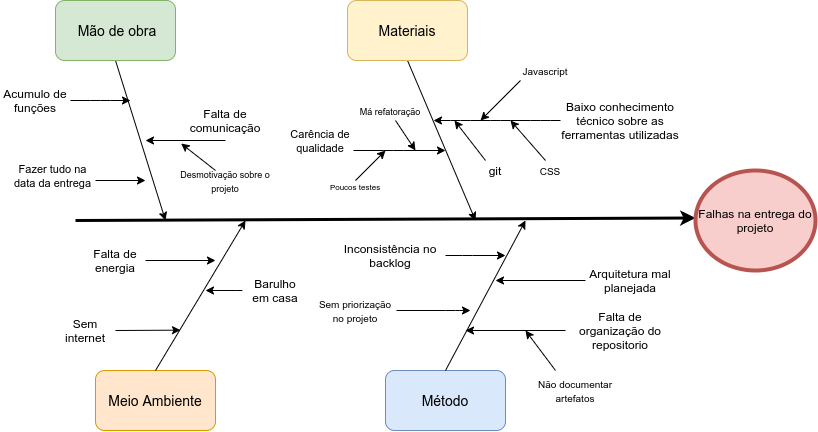 Mão de obra
Materiais
Acumulo de
funções
Falta de
comunicação
Desmotivação sobre o
projeto
Fazer tudo na
data da entrega
Javascript
Má refatoração
Baixo conhecimento
técnico sobre as
ferramentas utilizadas
Carência de
qualidade
git
CSS
Poucos testes
Falhas na entrega do
projeto
Falta de
energia
Barulho
em casa
Sem
internet
Meio Ambiente
Inconsistência no
backlog
Arquitetura mal
planejada
Sem priorização
no projeto
Falta de
organização do
repositorio
Não documentar
artefatos
Método